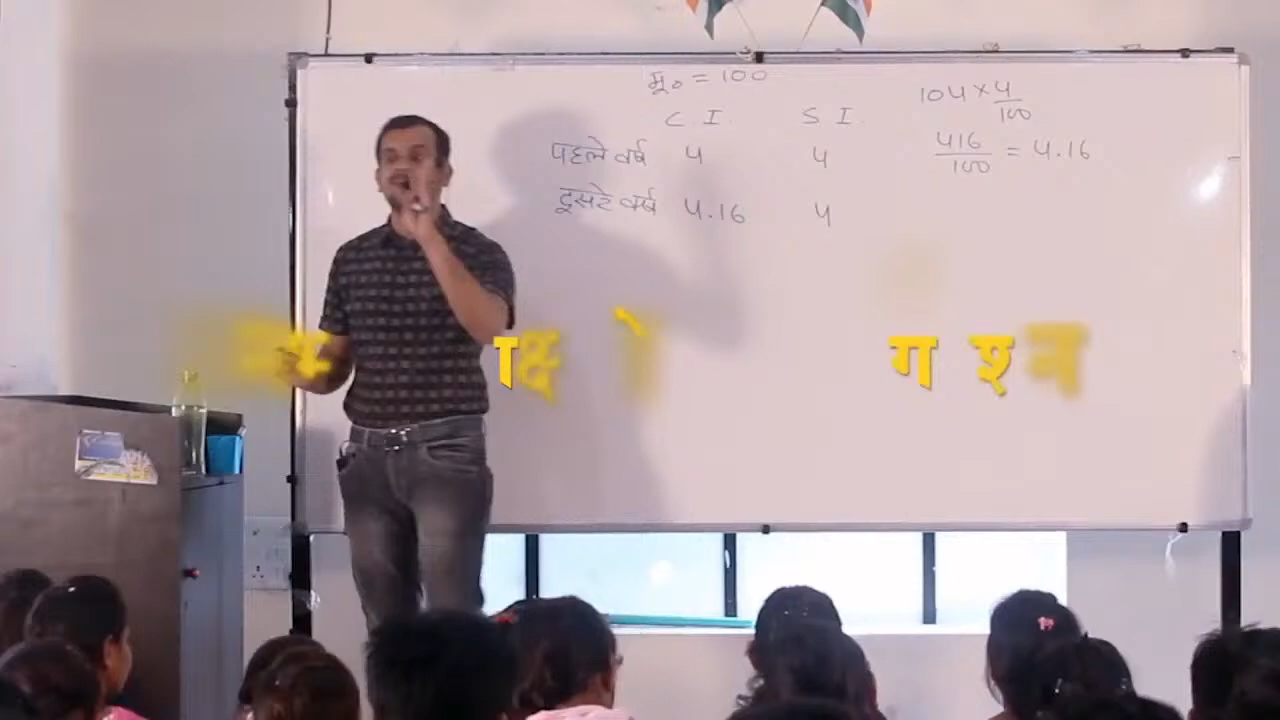 मू० = 100
C.I. S I.
पहले वर्ष 4 4
दूसरे वर्ष 4.16 4
104 × 4/100
416/100 = 4.16